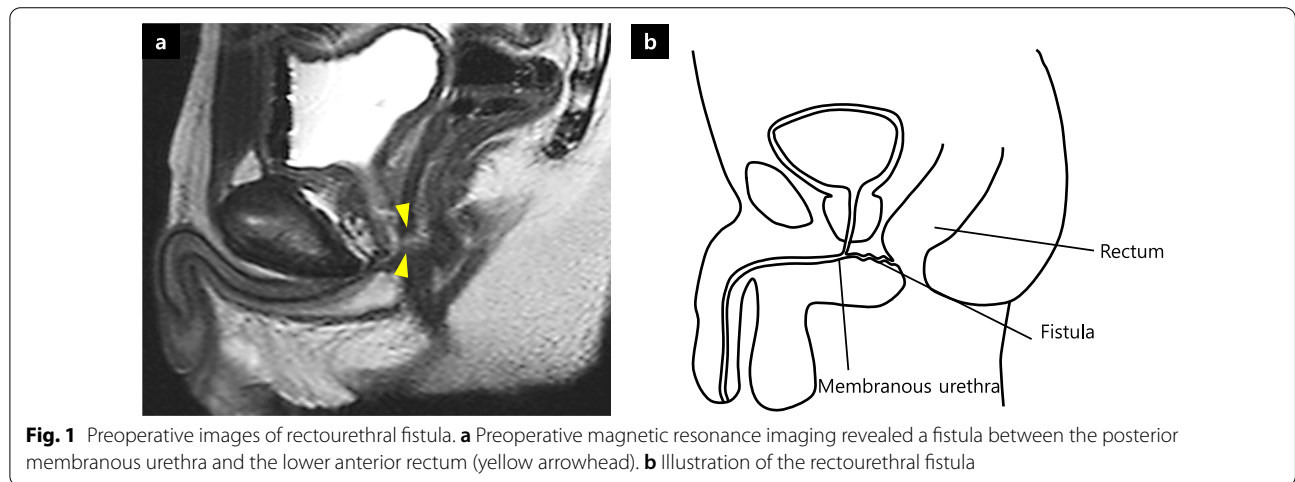 a
b
Rectum
Fistula
Membranous urethra
Fig. 1 Preoperative images of rectourethral fistula. a Preoperative magnetic resonance imaging revealed a fistula between the posterior
membranous urethra and the lower anterior rectum (yellow arrowhead). b Illustration of the rectourethral fistula